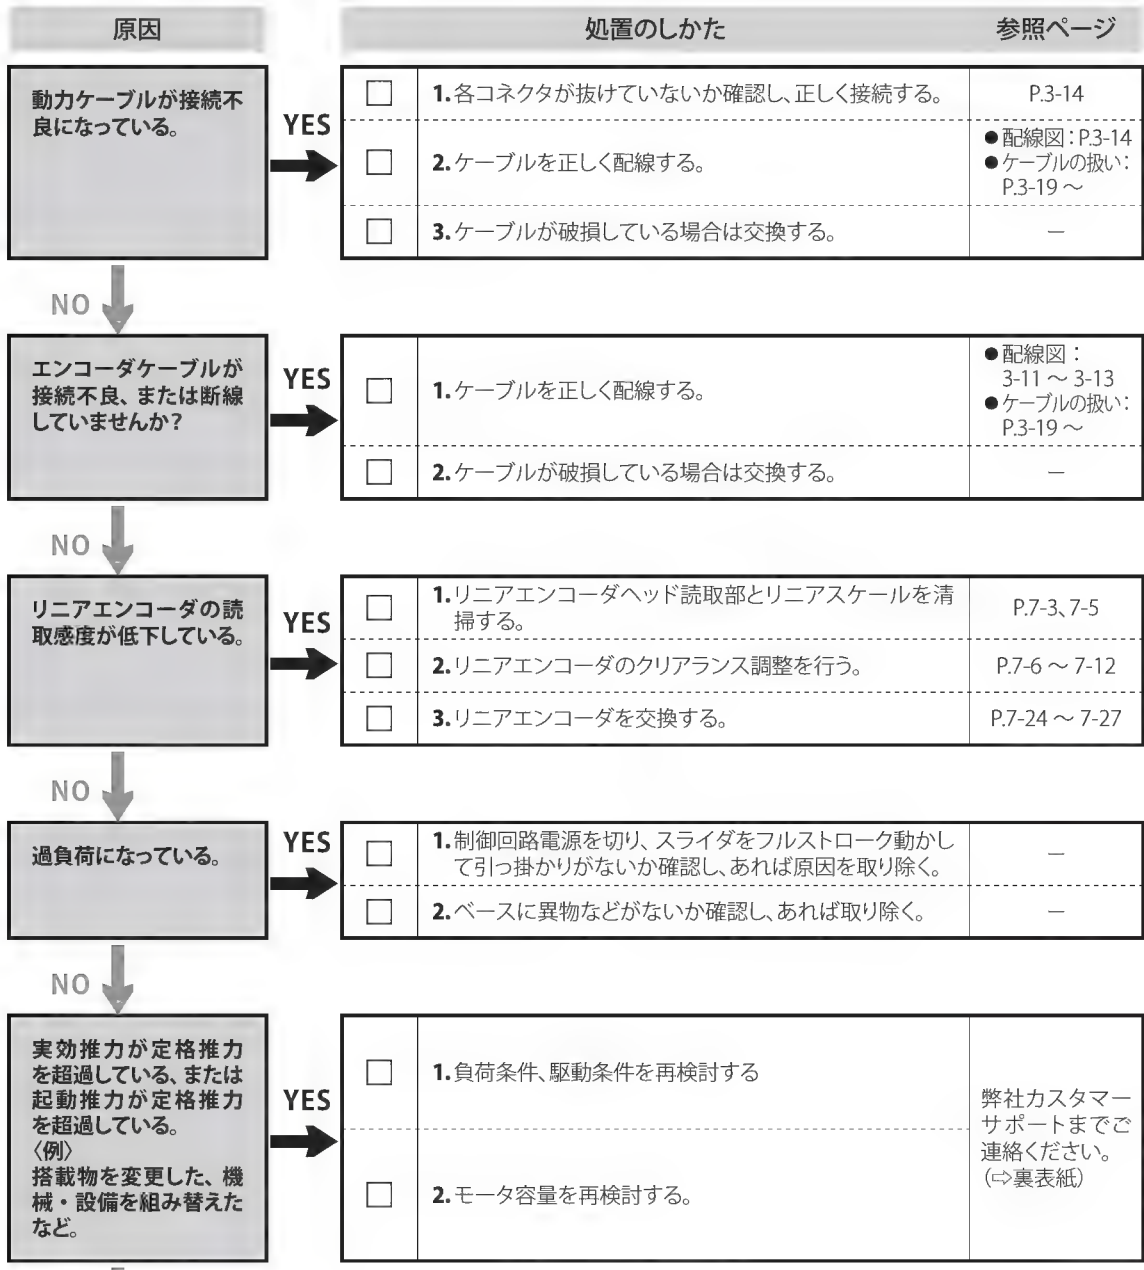 原因
処置のしかた
参照ページ
動力ケーブルが接続不
良になっている。
YES
1.各コネクタが抜けていないか確認し、正しく接続する。
P.3-14
2.ケーブルを正しく配線する。
●配線図：P.3-14
●ケーブルの扱い：
P.3-19 ～
3.ケーブルが破損している場合は交換する。
－
NO
エンコーダケーブルが
接続不良、または断線
していませんか？
YES
1.ケーブルを正しく配線する。
●配線図：
3-11 ～ 3-13
●ケーブルの扱い：
P.3-19 ～
2.ケーブルが破損している場合は交換する。
－
NO
リニアエンコーダの読
取感度が低下している。
YES
1.リニアエンコーダヘッド読取部とリニアスケールを清
掃する。
P.7-3、7-5
2.リニアエンコーダのクリアランス調整を行う。
P.7-6 ～ 7-12
3.リニアエンコーダを交換する。
P.7-24 ～ 7-27
NO
過負荷になっている。
YES
1.制御回路電源を切り、スライダをフルストローク動かし
て引っ掛かりがないか確認し、あれば原因を取り除く。
－
2.ベースに異物などがないか確認し、あれば取り除く。
－
NO
実効推力が定格推力
を超過している、または
起動推力が定格推力
を超過している。
〈例〉
搭載物を変更した、機
械・設備を組み替えた
など。
YES
1.負荷条件、駆動条件を再検討する
2.モータ容量を再検討する。
弊社カスタマー
サポートまでご
連絡ください。
(⇨裏表紙)